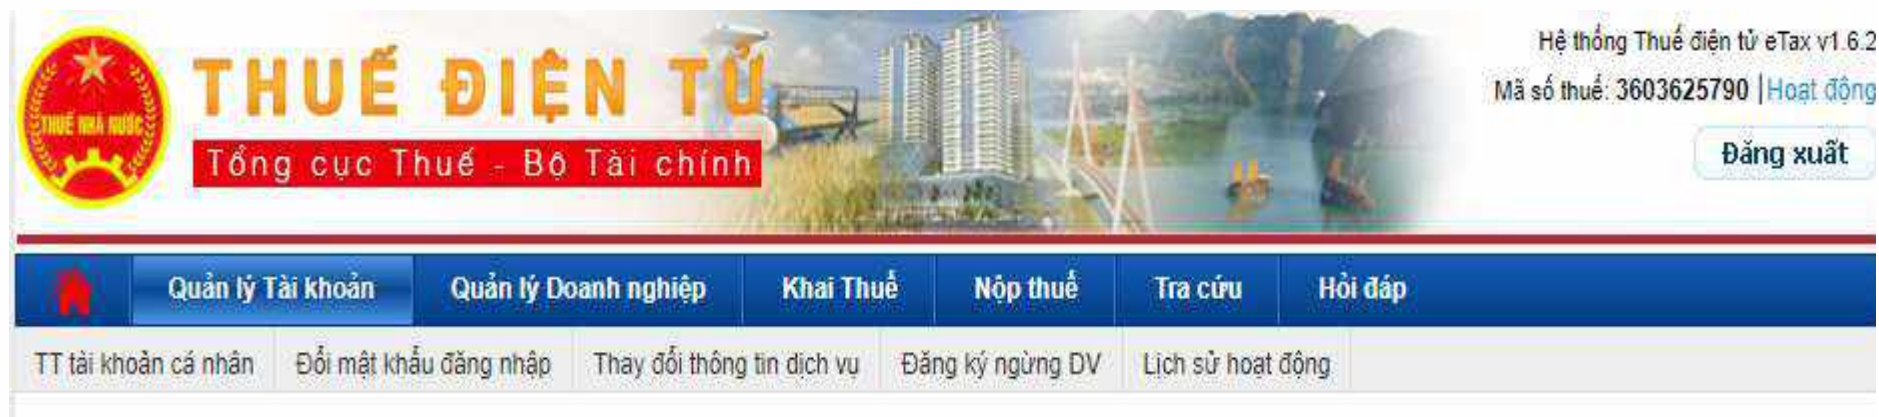 Hệ thống Thuế điện tử eTax v1.6.2
THUẾ ĐIỆN TỬ
Mã số thuế: 3603625790 | Hoạt động
THUẾ NHÀ NƯỚC
Tổng cục Thuế - Bộ Tài chính
Đăng xuất
Quản lý Tài khoản Quản lý Doanh nghiệp Khai Thuế Nộp thuế Tra cứu Hỏi đáp
TT tài khoản cá nhân Đổi mật khẩu đăng nhập Thay đổi thông tin dịch vụ Đăng ký ngừng DV Lịch sử hoạt động